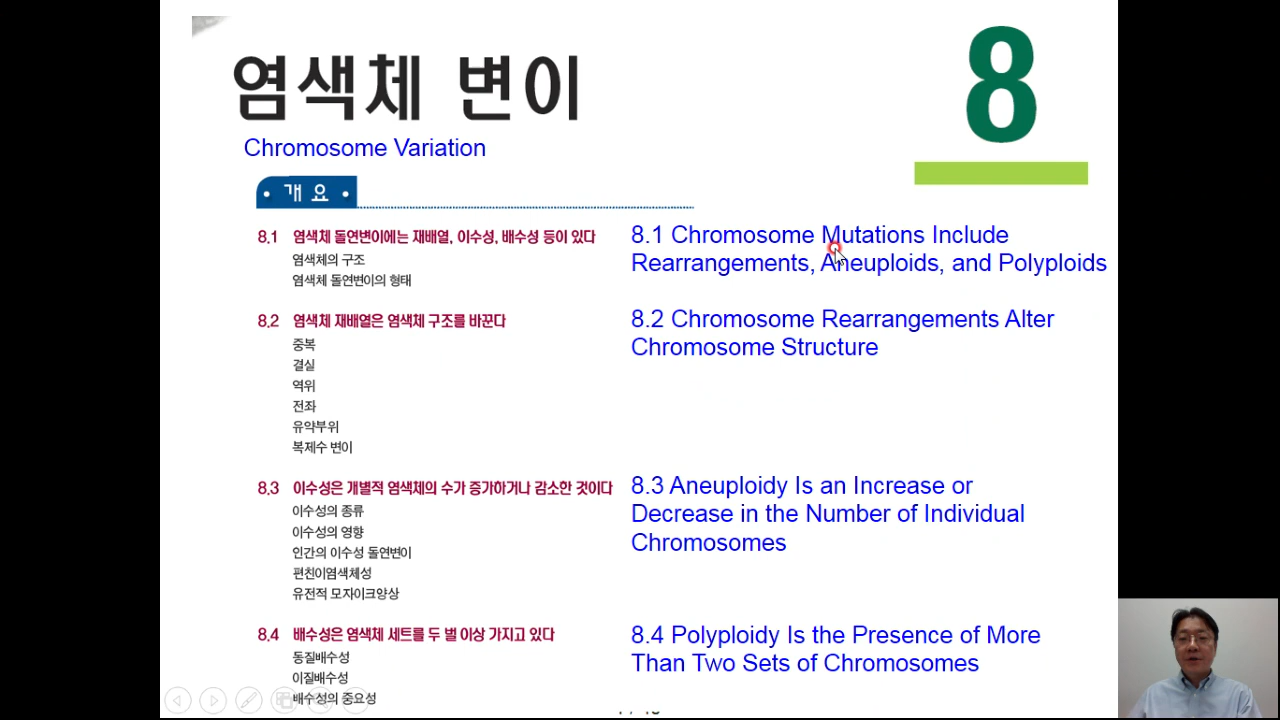 염색체 변이
8
Chromosome Variation
개요
8.1 염색체 돌연변이에는 재배열, 이수성, 배수성 등이 있다
염색체의 구조
염색체 돌연변이의 형태
8.1 Chromosome Mutations Include
Rearrangements, Aneuploids, and Polyploids
8.2 염색체 재배열은 염색체 구조를 바꾼다
중복
결실
역위
전좌
유약부위
복제수 변이
8.2 Chromosome Rearrangements Alter
Chromosome Structure
8.3 이수성은 개별적 염색체의 수가 증가하거나 감소한 것이다
이수성의 종류
이수성의 영향
인간의 이수성 돌연변이
편친이염색체성
유전적 모자이크양상
8.3 Aneuploidy Is an Increase or
Decrease in the Number of Individual
Chromosomes
8.4 배수성은 염색체 세트를 두 벌 이상 가지고 있다
동질배수성
이질배수성
배수성의 중요성
8.4 Polyploidy Is the Presence of More
Than Two Sets of Chromosomes